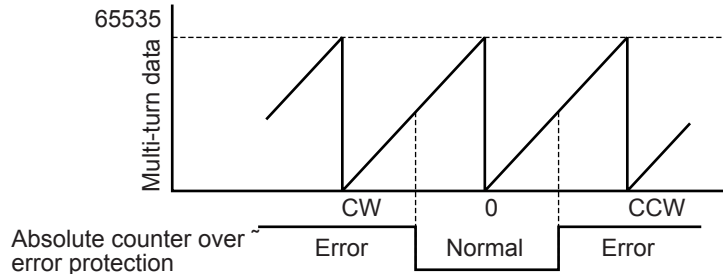 65535
Multi-turn data
CW 0 CCW
Absolute counter over ~
error protection
Error Normal Error